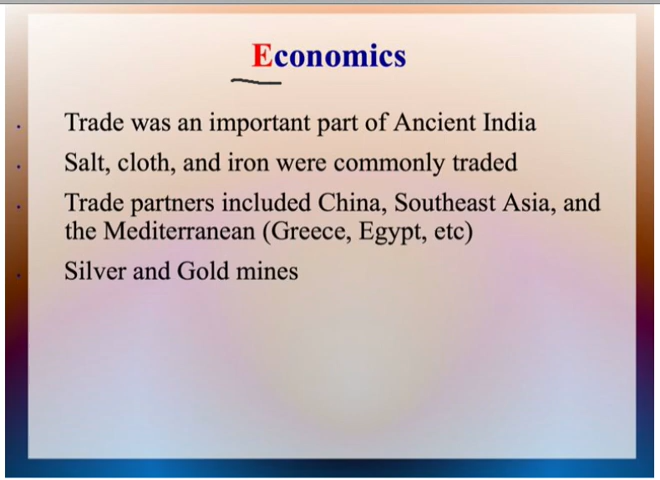 Economics
Trade was an important part of Ancient India
Salt, cloth, and iron were commonly traded
Trade partners included China, Southeast Asia, and
the Mediterranean (Greece, Egypt, etc)
Silver and Gold mines